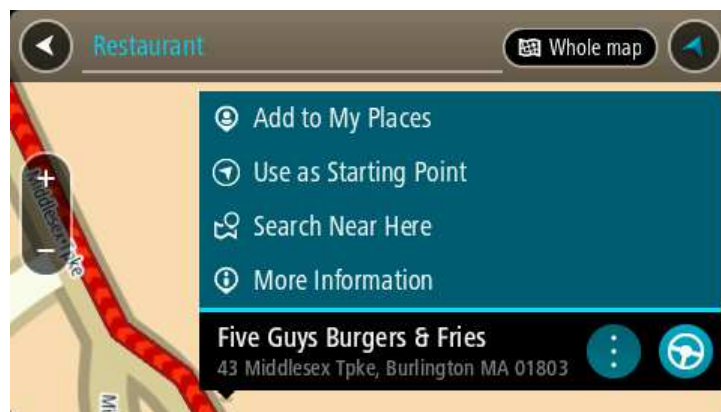 Restaurant
Whole map
Add to My Places
Use as Starting Point
Search Near Here
More Information
+
Middlesex Tpke
−
Five Guys Burgers & Fries
43 Middlesex Tpke, Burlington MA 01803
Mi